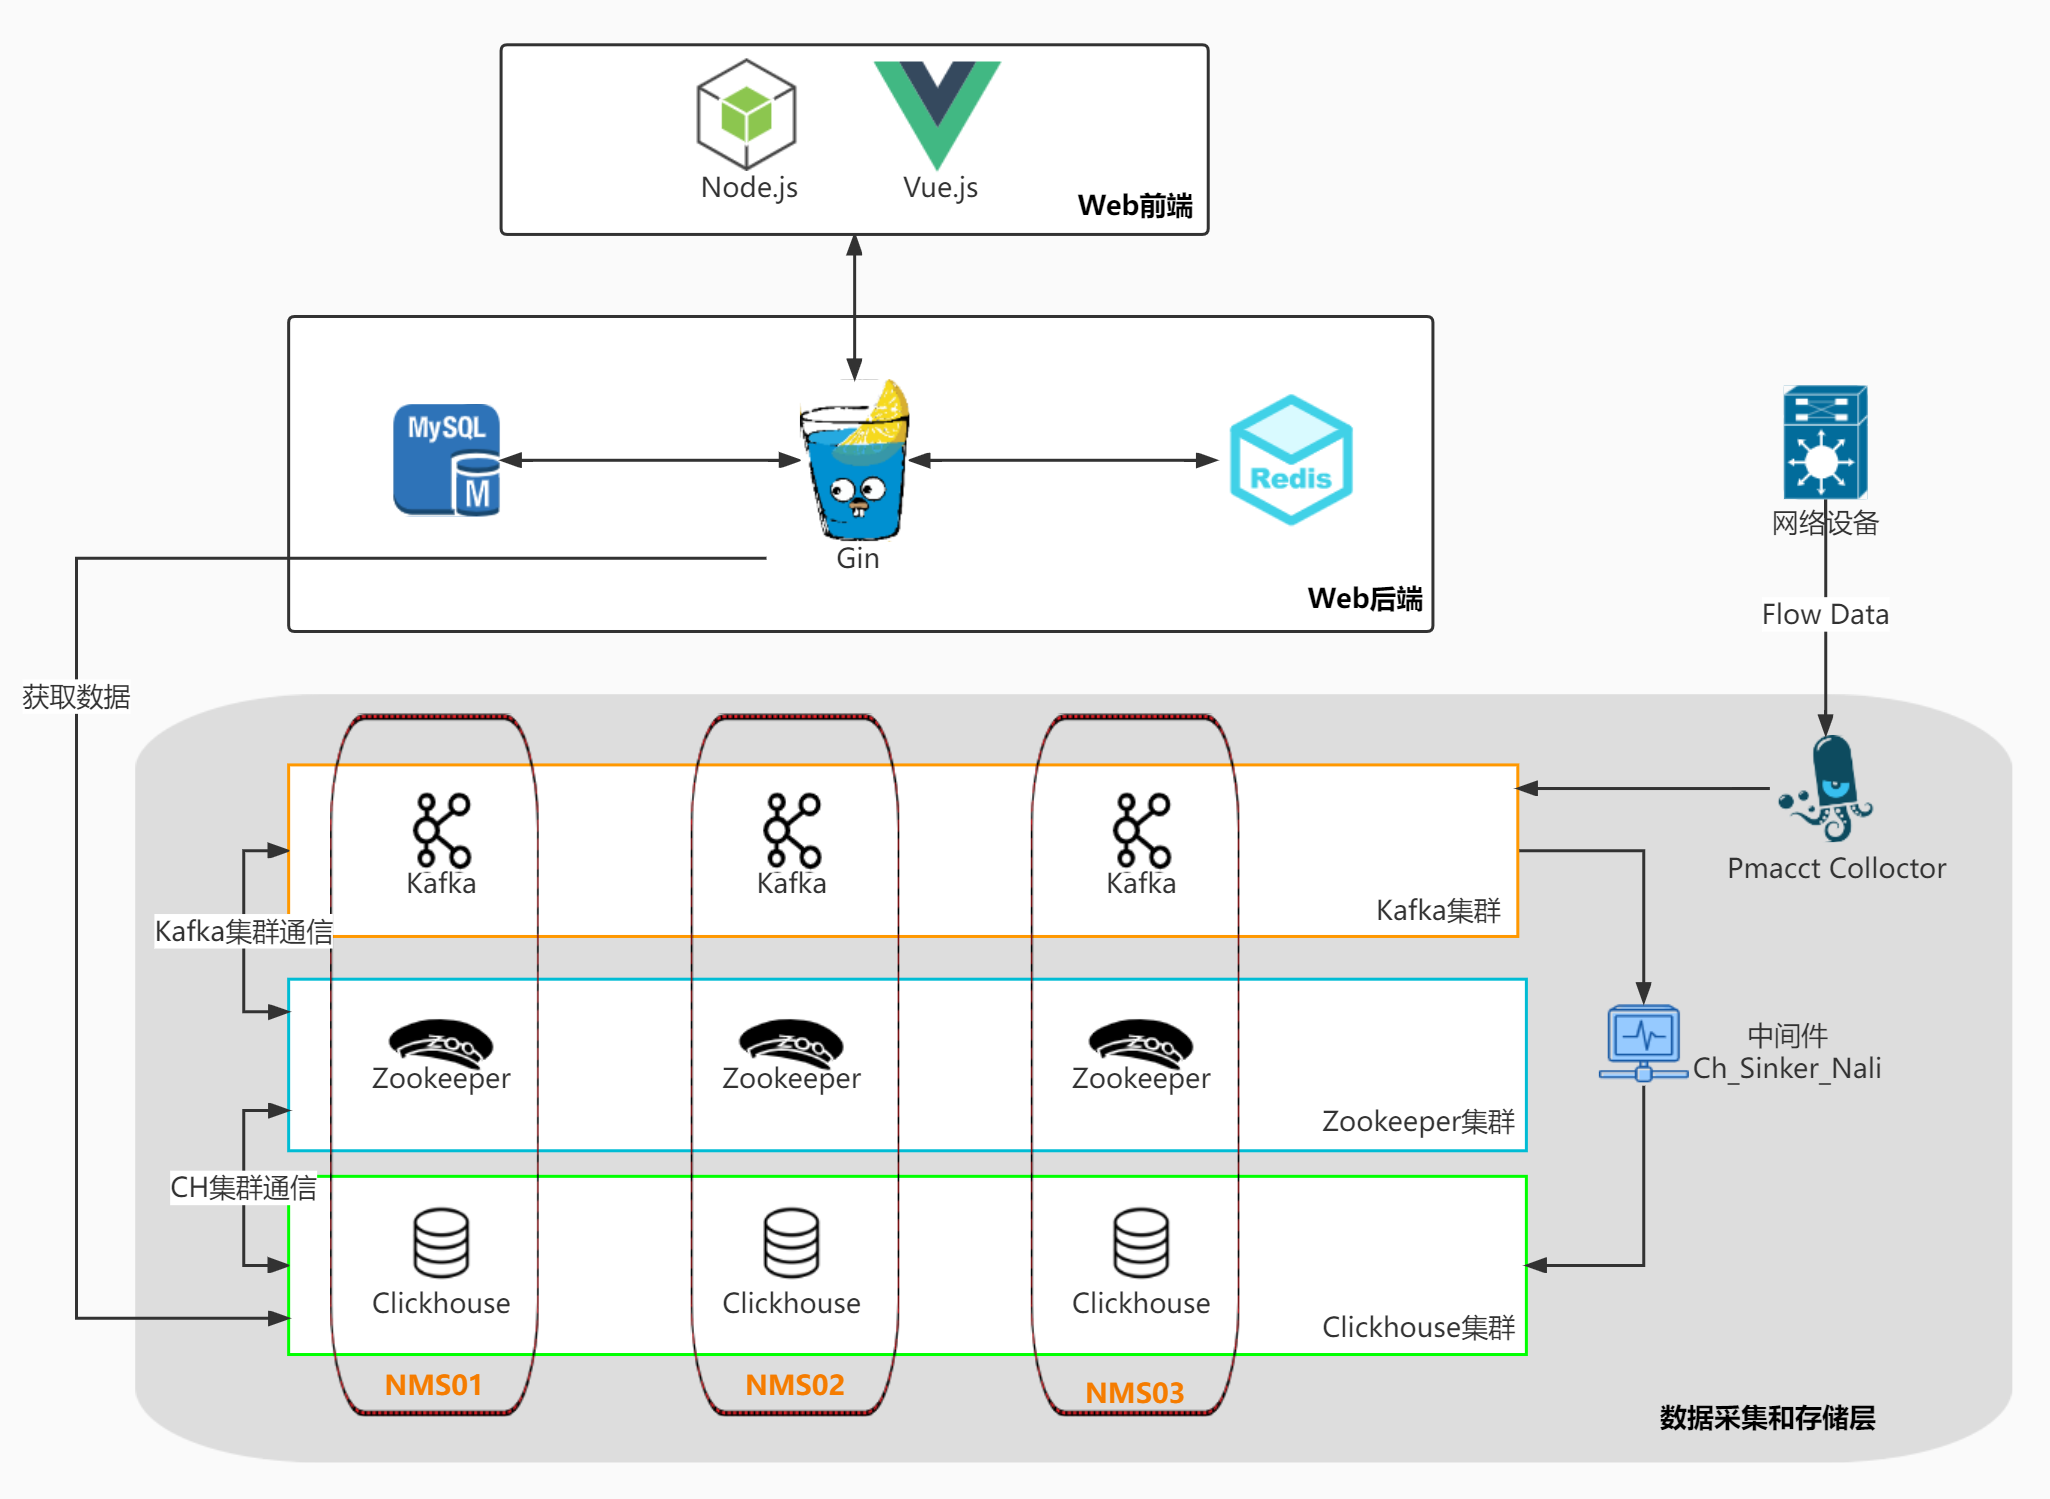 Node.js
Vue.js
Web前端
MySQL
M
Redis
Gin
Web后端
网络设备
Flow Data
获取数据
Kafka
Kafka
Kafka
Kafka集群
Pmacct Colloctor
Kafka集群通信
ZOO
Zookeeper
ZOO
Zookeeper
ZOO
Zookeeper
Zookeeper集群
中间件
Ch_Sinker_Nali
CH集群通信
Clickhouse
Clickhouse
Clickhouse
Clickhouse集群
NMS01
NMS02
NMS03
数据采集和存储层